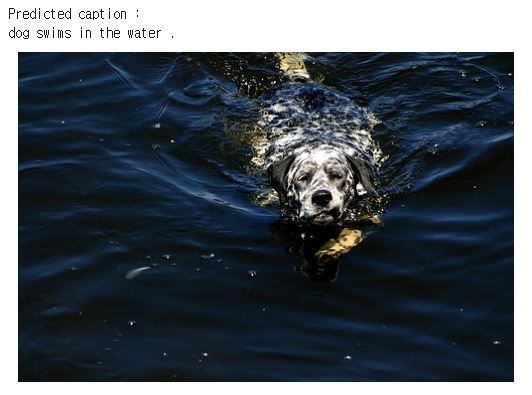 Predicted caption :
dog swims in the water .